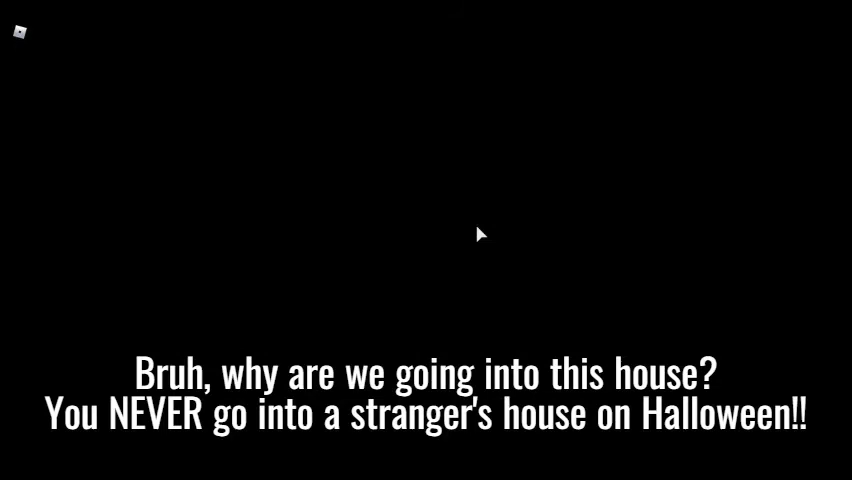 Bruh, why are we going into this house?
You NEVER go into a stranger's house on Halloween!!